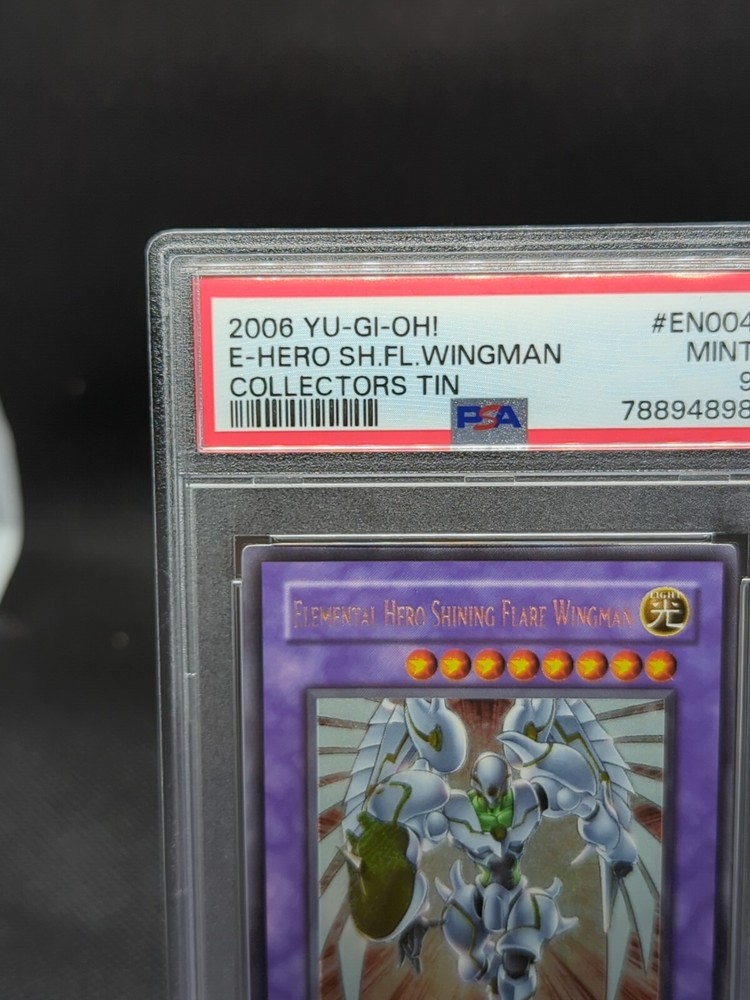 2006 YU-GI-OH! #EN004
E-HERO SH.FL.WINGMAN MINT
COLLECTORS TIN 9
PSA 78894898
ELEMENTAL HERO SHINING FLARE WINGMAN
LIGHT
光